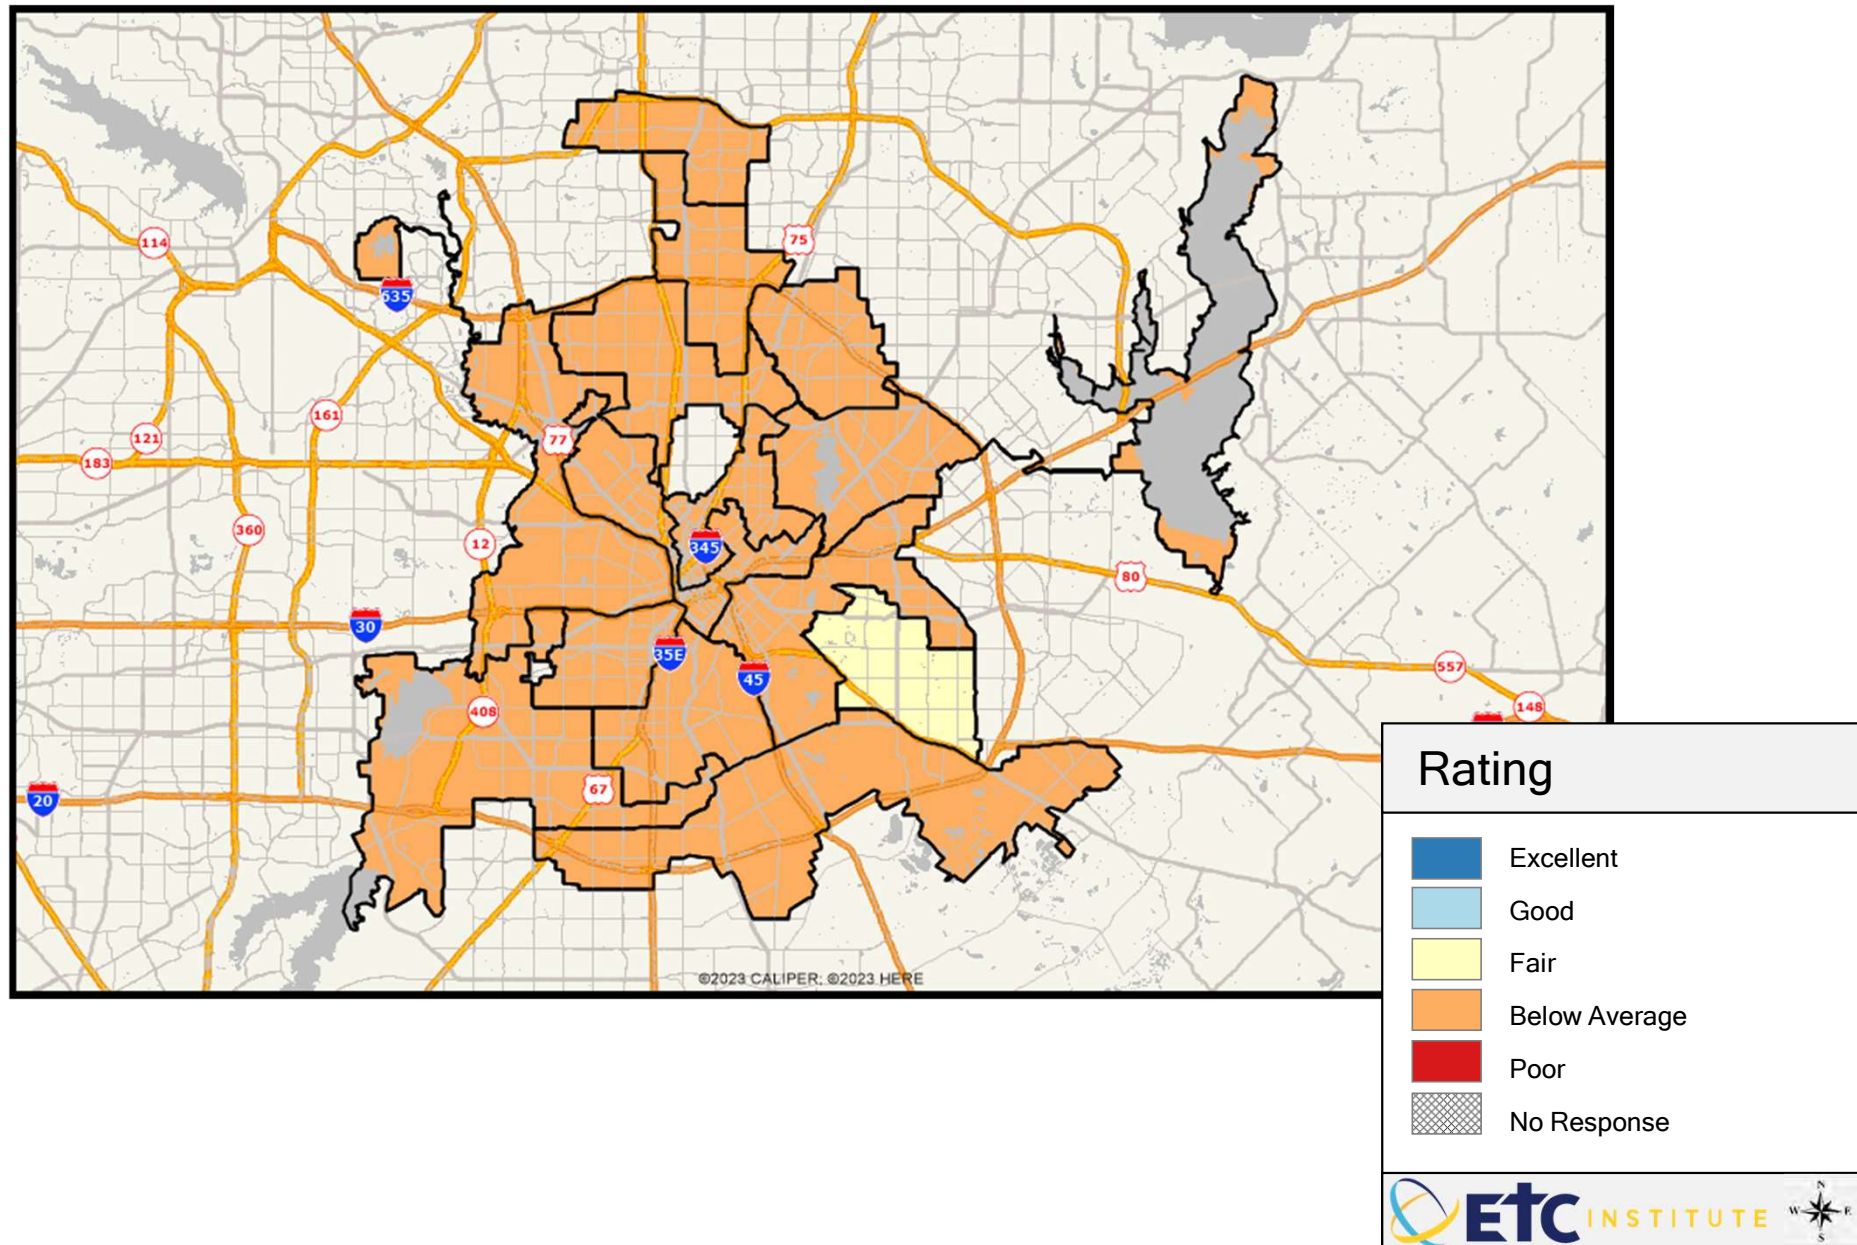 75
114
635
161
121
77
183
360
12
345
80
30
35E
45
557
408
148
67
20
©2023 CALIPER; ©2023 HERE
Rating
Excellent
Good
Fair
Below Average
Poor
No Response
ETC INSTITUTE
N
W E
S